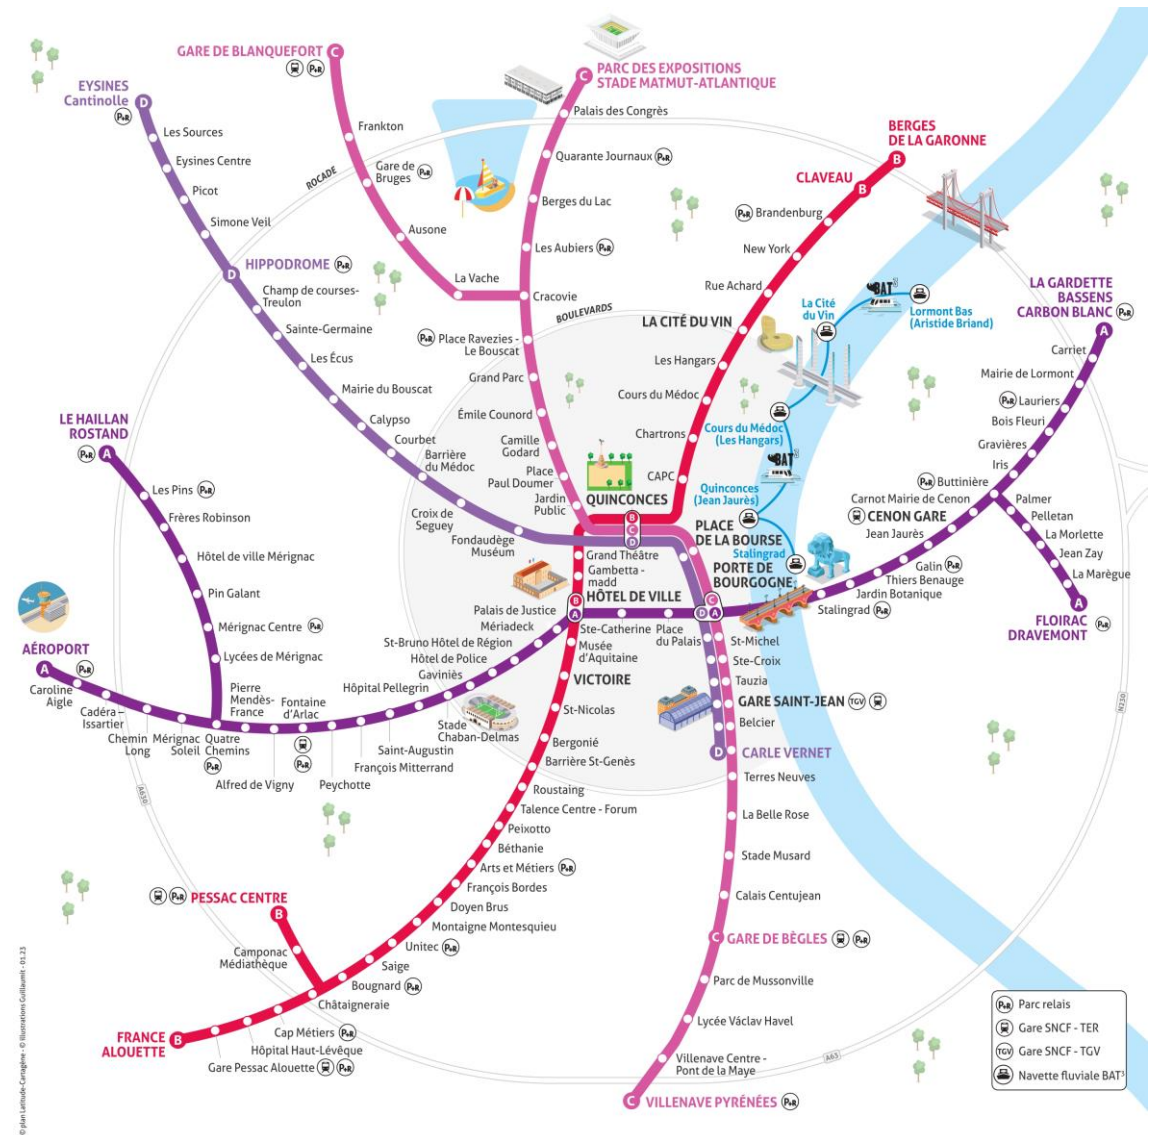 GARE DE BLANQUEFORT
C
P+R
C
PARC DES EXPOSITIONS
STADE MATMUT-ATLANTIQUE
EYSINES
Cantinolle
D
P+R
Palais des Congrès
Les Sources
Frankton
BERGES
DE LA GARONNE
B
Eysines Centre
Gare de
Bruges
P+R
Quarante Journaux
P+R
ROCADE
CLAVEAU
B
Picot
Berges du Lac
Simone Veil
Ausone
P+R
Brandenburg
Les Aubiers
P+R
New York
D
HIPPODROME
P+R
La Vache
Cracovie
Rue Achard
Champ de courses-
Treulon
BOULEVARDS
La Cité
du Vin
BAT3
Lormont Bas
(Aristide Briand)
LA GARDETTE
BASSENS
CARBON BLANC
P+R
A
Sainte-Germaine
P+R
Place Ravezies -
Le Bouscat
LA CITÉ DU VIN
Carriet
Les Écus
Les Hangars
Mairie de Lormont
Grand Parc
Mairie du Bouscat
Cours du Médoc
P+R
Lauriers
Émile Counord
Calypso
Cours du Médoc
(Les Hangars)
Bois Fleuri
LE HAILLAN
ROSTAND
P+R
A
Courbet
Camille
Godard
Chartrons
Gravières
Barrière
du Médoc
BAT3
Iris
Place
Paul Doumer
CAPC
P+R
Buttinière
Les Pins
P+R
QUINCONCES
Quinconces
(Jean Jaurès)
Carnot Mairie de Cenon
Palmer
Jardin
Public
CENON GARE
Pelletan
Frères Robinson
Croix de
Seguey
B
C
D
PLACE
DE LA BOURSE
Jean Jaurès
La Morlette
Fondaudège
Muséum
Grand Théâtre
Stalingrad
Jean Zay
Hôtel de ville Mérignac
Gambetta -
madd
PORTE DE
BOURGOGNE
Galin
P+R
La Marègue
Thiers Benauge
Pin Galant
HÔTEL DE VILLE
B
A
C
D
A
Jardin Botanique
A
Stalingrad
P+R
FLOIRAC
DRAVEMONT
P+R
Palais de Justice
Mériadeck
Mérignac Centre
P+R
Ste-Catherine
Place
du Palais
St-Michel
St-Bruno Hôtel de Région
Musée
d'Aquitaine
AÉROPORT
A
P+R
Lycées de Mérignac
Hôtel de Police
Ste-Croix
Gaviniès
VICTOIRE
Tauzia
Caroline
Aigle
Hôpital Pellegrin
GARE SAINT-JEAN
TGV
Pierre
Mendès-
France
Fontaine
d'Arlac
St-Nicolas
Cadéra –
Issartier
Stade
Chaban-Delmas
Belcier
N230
Chemin
Long
Mérignac
Soleil
Quatre
Chemins
P+R
P+R
Saint-Augustin
Bergonié
D
CARLE VERNET
François Mitterrand
Barrière St-Genès
Alfred de Vigny
Peychotte
Terres Neuves
A630
Roustaing
Talence Centre - Forum
La Belle Rose
Peixotto
Béthanie
Stade Musard
Arts et Métiers
P+R
François Bordes
P+R
PESSAC CENTRE
B
Doyen Brus
Calais Centujean
Montaigne Montesquieu
C
GARE DE BÈGLES
P+R
Unitec
P+R
Camponac
Médiathèque
Saige
Bougnard
P+R
Parc de Mussonville
Châtaigneraie
Lycée Václav Havel
FRANCE
ALOUETTE
B
Cap Métiers
P+R
Hôpital Haut-Lévêque
Gare Pessac Alouette
P+R
Villenave Centre -
Pont de la Maye
A63
C
VILLENAVE PYRÉNÉES
P+R
P+R
Parc relais
Gare SNCF - TER
TGV
Gare SNCF - TGV
Navette fluviale BAT³
© plan Latitude-Cartagène - © illustrations Guillaumit - 01.23